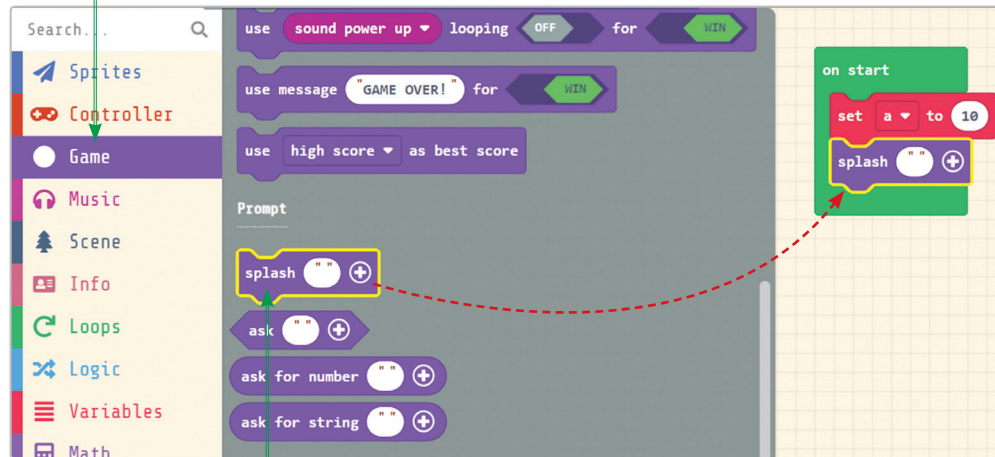 Search...
Sprites
Controller
Game
Music
Scene
Info
Loops
Logic
Variables
Math
use sound power up looping OFF for WIN
use message "GAME OVER!" for WIN
use high score as best score
Prompt
splash " "
ask " "
ask for number " "
ask for string " "
on start
set a to 10
splash " "